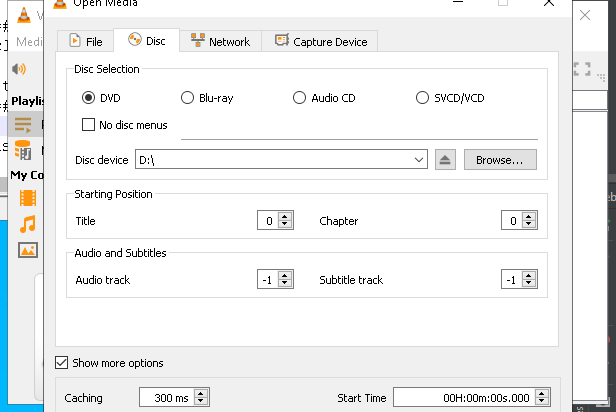 Open Media
Medi
File
Disc
Network
Capture Device
Disc Selection
DVD
Blu-ray
Audio CD
SVCD/VCD
No disc menus
Disc device
D:\
Browse...
Playlis
Starting Position
Title
0
Chapter
0
My Co
Audio and Subtitles
Audio track
-1
Subtitle track
-1
Show more options
Caching
300 ms
Start Time
00H:00m:00s.000